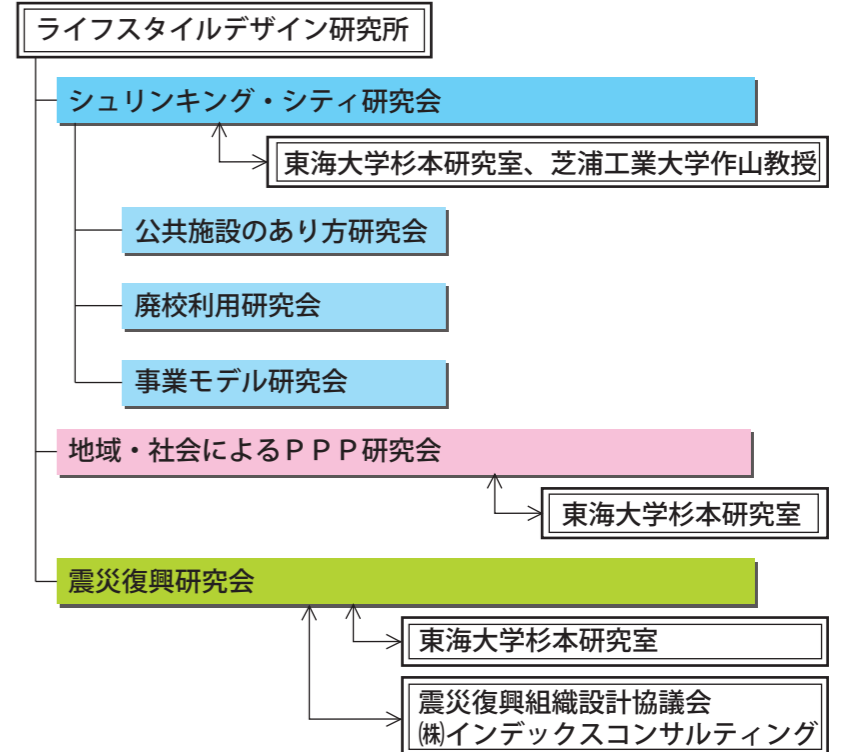 ライフスタイルデザイン研究所
シュリンキング・シティ研究会
東海大学杉本研究室、芝浦工業大学作山教授
公共施設のあり方研究会
廃校利用研究会
事業モデル研究会
地域・社会によるＰＰＰ研究会
東海大学杉本研究室
震災復興研究会
東海大学杉本研究室
震災復興組織設計協議会
㈱インデックスコンサルティング